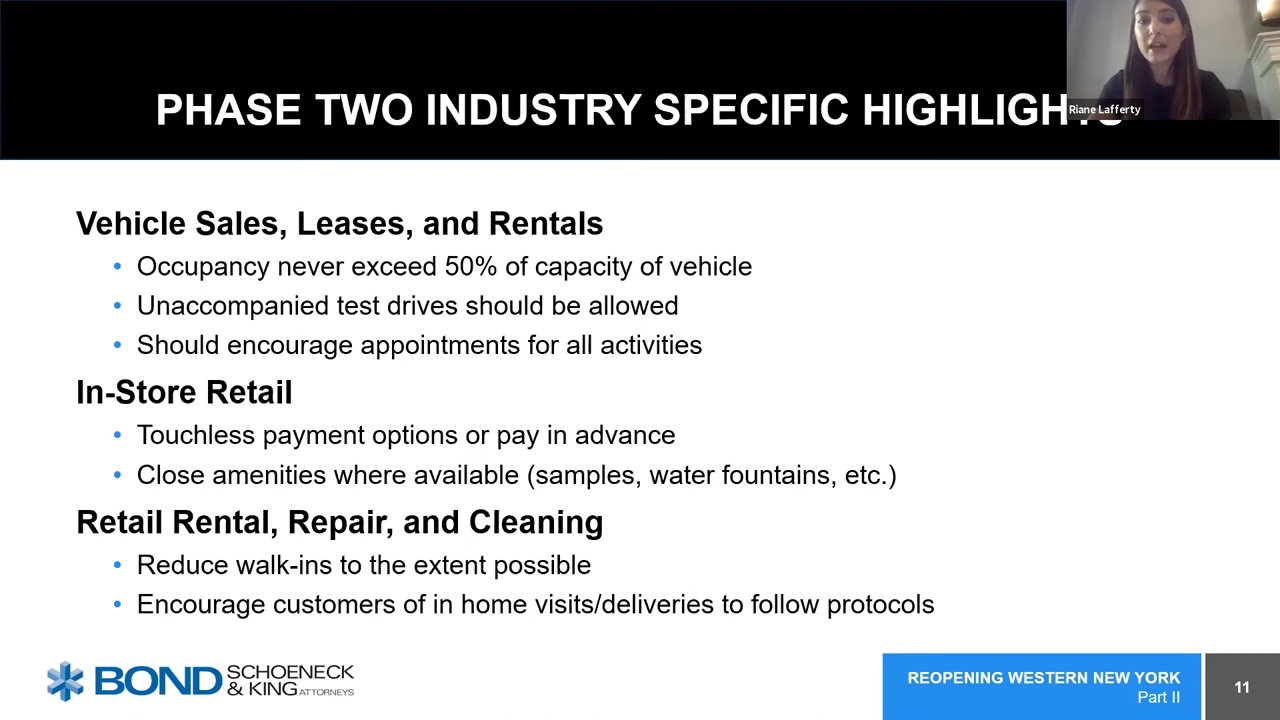 PHASE TWO INDUSTRY SPECIFIC HIGHLIGHTS
Riane Lafferty
Vehicle Sales, Leases, and Rentals
• Occupancy never exceed 50% of capacity of vehicle
• Unaccompanied test drives should be allowed
• Should encourage appointments for all activities
In-Store Retail
• Touchless payment options or pay in advance
• Close amenities where available (samples, water fountains, etc.)
Retail Rental, Repair, and Cleaning
• Reduce walk-ins to the extent possible
• Encourage customers of in home visits/deliveries to follow protocols
BOND SCHOENECK
& KING ATTORNEYS
REOPENING WESTERN NEW YORK
Part II
11